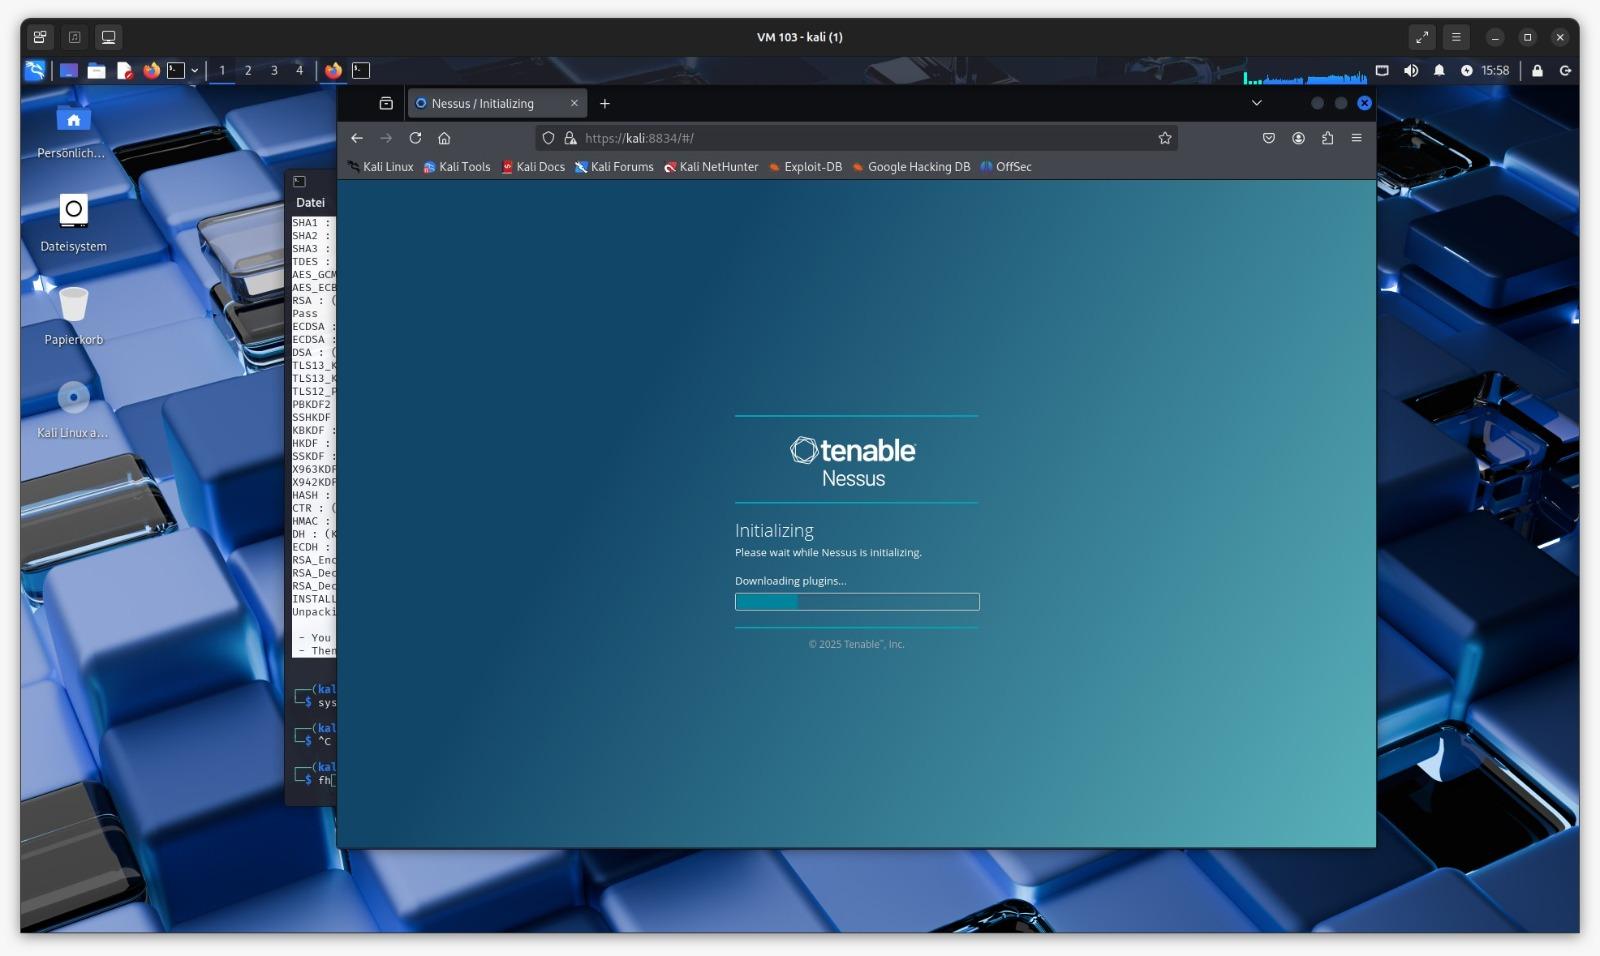 VM 103 - kali (1)
1 2 3 4
15:58
Nessus / Initializing
https://kali:8834/#/
Kali Linux Kali Tools Kali Docs Kali Forums Kali NetHunter Exploit-DB Google Hacking DB OffSec
Persönlich...
Dateisystem
Papierkorb
Kali Linux a...
Datei
SHA1 :
SHA2 :
SHA3 :
TDES :
AES_GCM
AES_ECB
RSA : (
Pass
ECDSA :
ECDSA :
DSA : (
TLS13_K
TLS13_K
TLS12_P
PBKDF2
SSHKDF
KBKDF :
HKDF :
SSKDF :
X963KDF
X942KDF
HASH :
CTR : (
HMAC :
DH : (K
ECDH :
RSA_Enc
RSA_Dec
RSA_Dec
INSTALL
Unpacki
- You
- Then
(kal
$ sys
(kal
$ ^C
(kal
$ fh
tenable
Nessus
Initializing
Please wait while Nessus is initializing.
Downloading plugins...
© 2025 Tenable™, Inc.